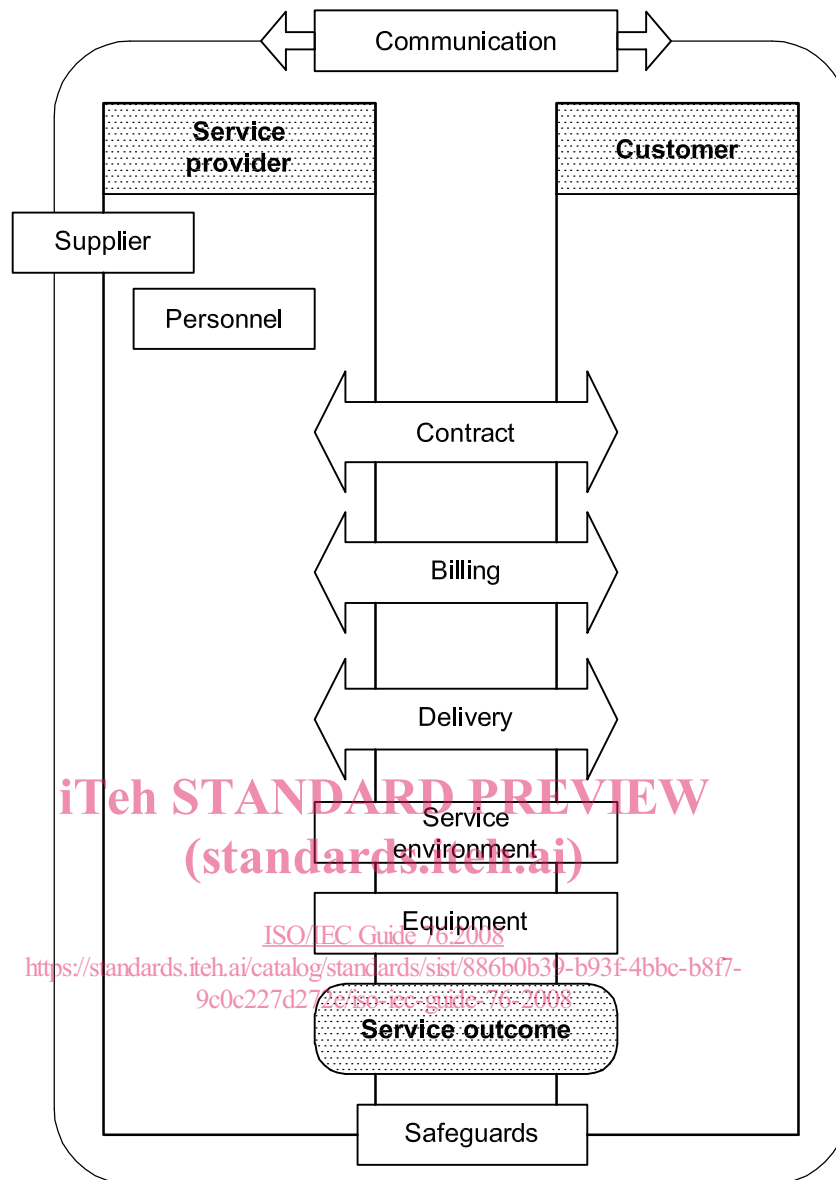 Communication
Service
provider
Customer
Supplier
Personnel
Contract
Billing
Delivery
iTeh STANDARD PREVIEW
Service
environment
(standards.iteh.ai)
Equipment
ISO/IEC Guide 76:2008
https://standards.iteh.ai/catalog/standards/sist/886b0b39-b93f-4bbc-b8f7-
9c0c227d272e/iso-iec-guide-76-2008
Service outcome
Safeguards